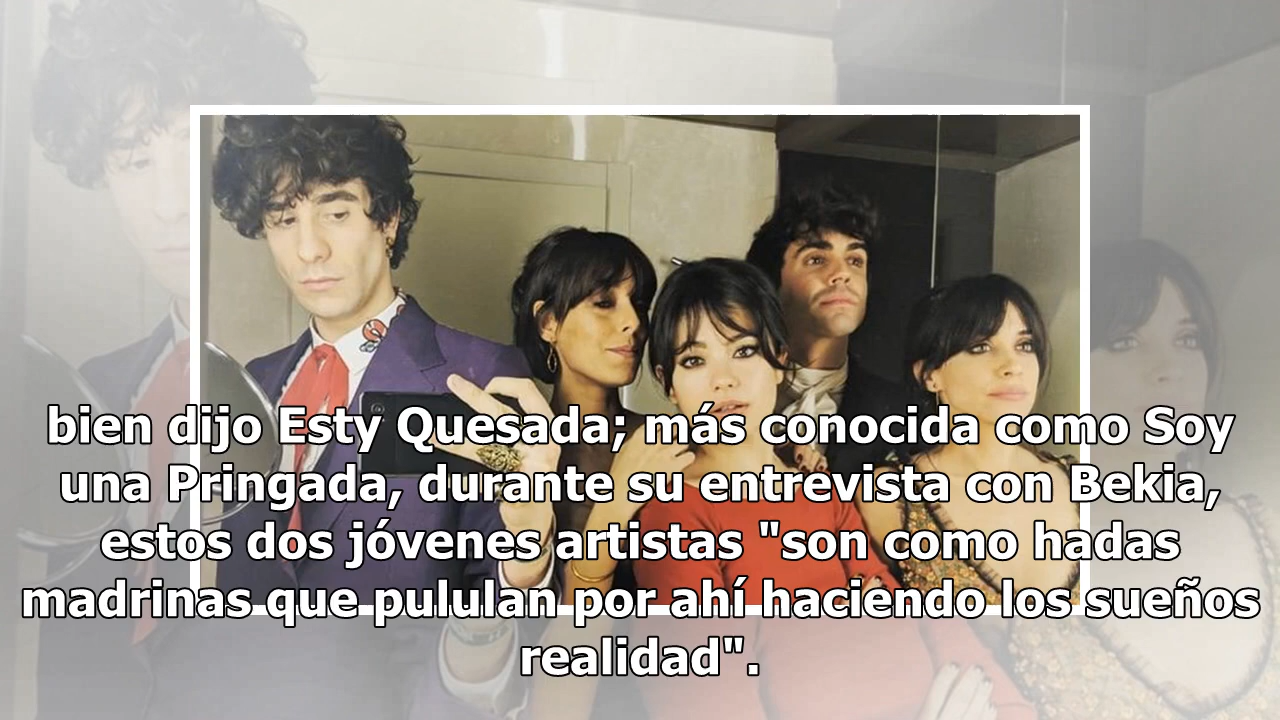 bien dijo Esty Quesada; más conocida como Soy
una Pringada, durante su entrevista con Bekia,
estos dos jóvenes artistas "son como hadas
madrinas que pululan por ahí haciendo los sueños
realidad".